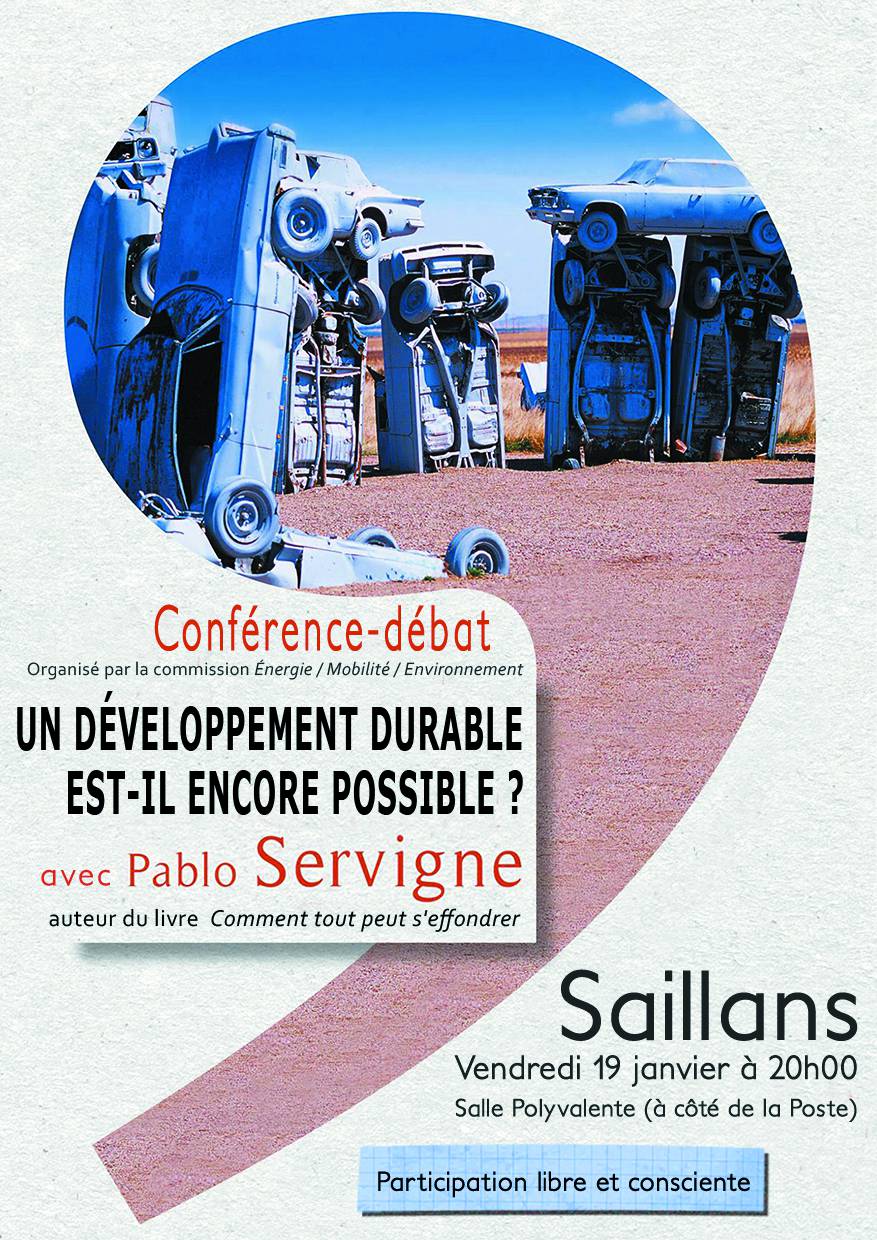 Conférence-débat
Organisé par la commission Énergie / Mobilité / Environnement
UN DÉVELOPPEMENT DURABLE
EST-IL ENCORE POSSIBLE ?
avec Pablo Servigne
auteur du livre Comment tout peut s'effondrer
Saillans
Vendredi 19 janvier à 20h00
Salle Polyvalente (à côté de la Poste)
Participation libre et consciente